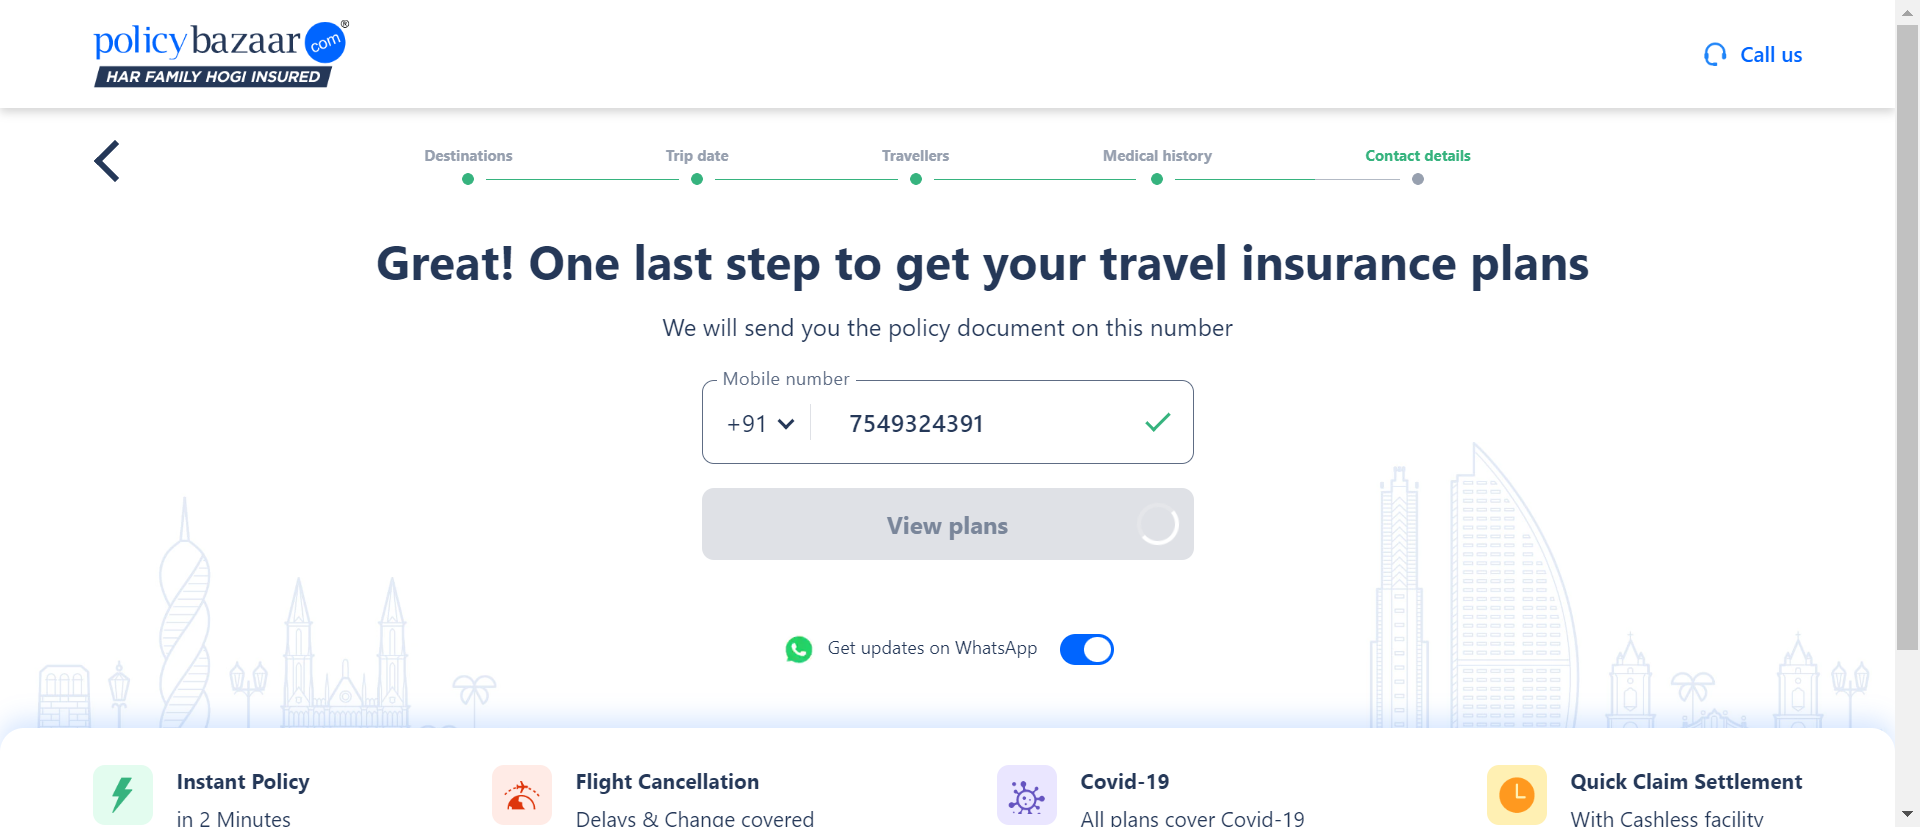 policybazaar com ®
HAR FAMILY HOGI INSURED
Call us
Destinations
Trip date
Travellers
Medical history
Contact details
Great! One last step to get your travel insurance plans
We will send you the policy document on this number
Mobile number
+91
7549324391
View plans
Get updates on WhatsApp
Instant Policy
in 2 Minutes
Flight Cancellation
Delays & Change covered
Covid-19
All plans cover Covid-19
Quick Claim Settlement
With Cashless facility